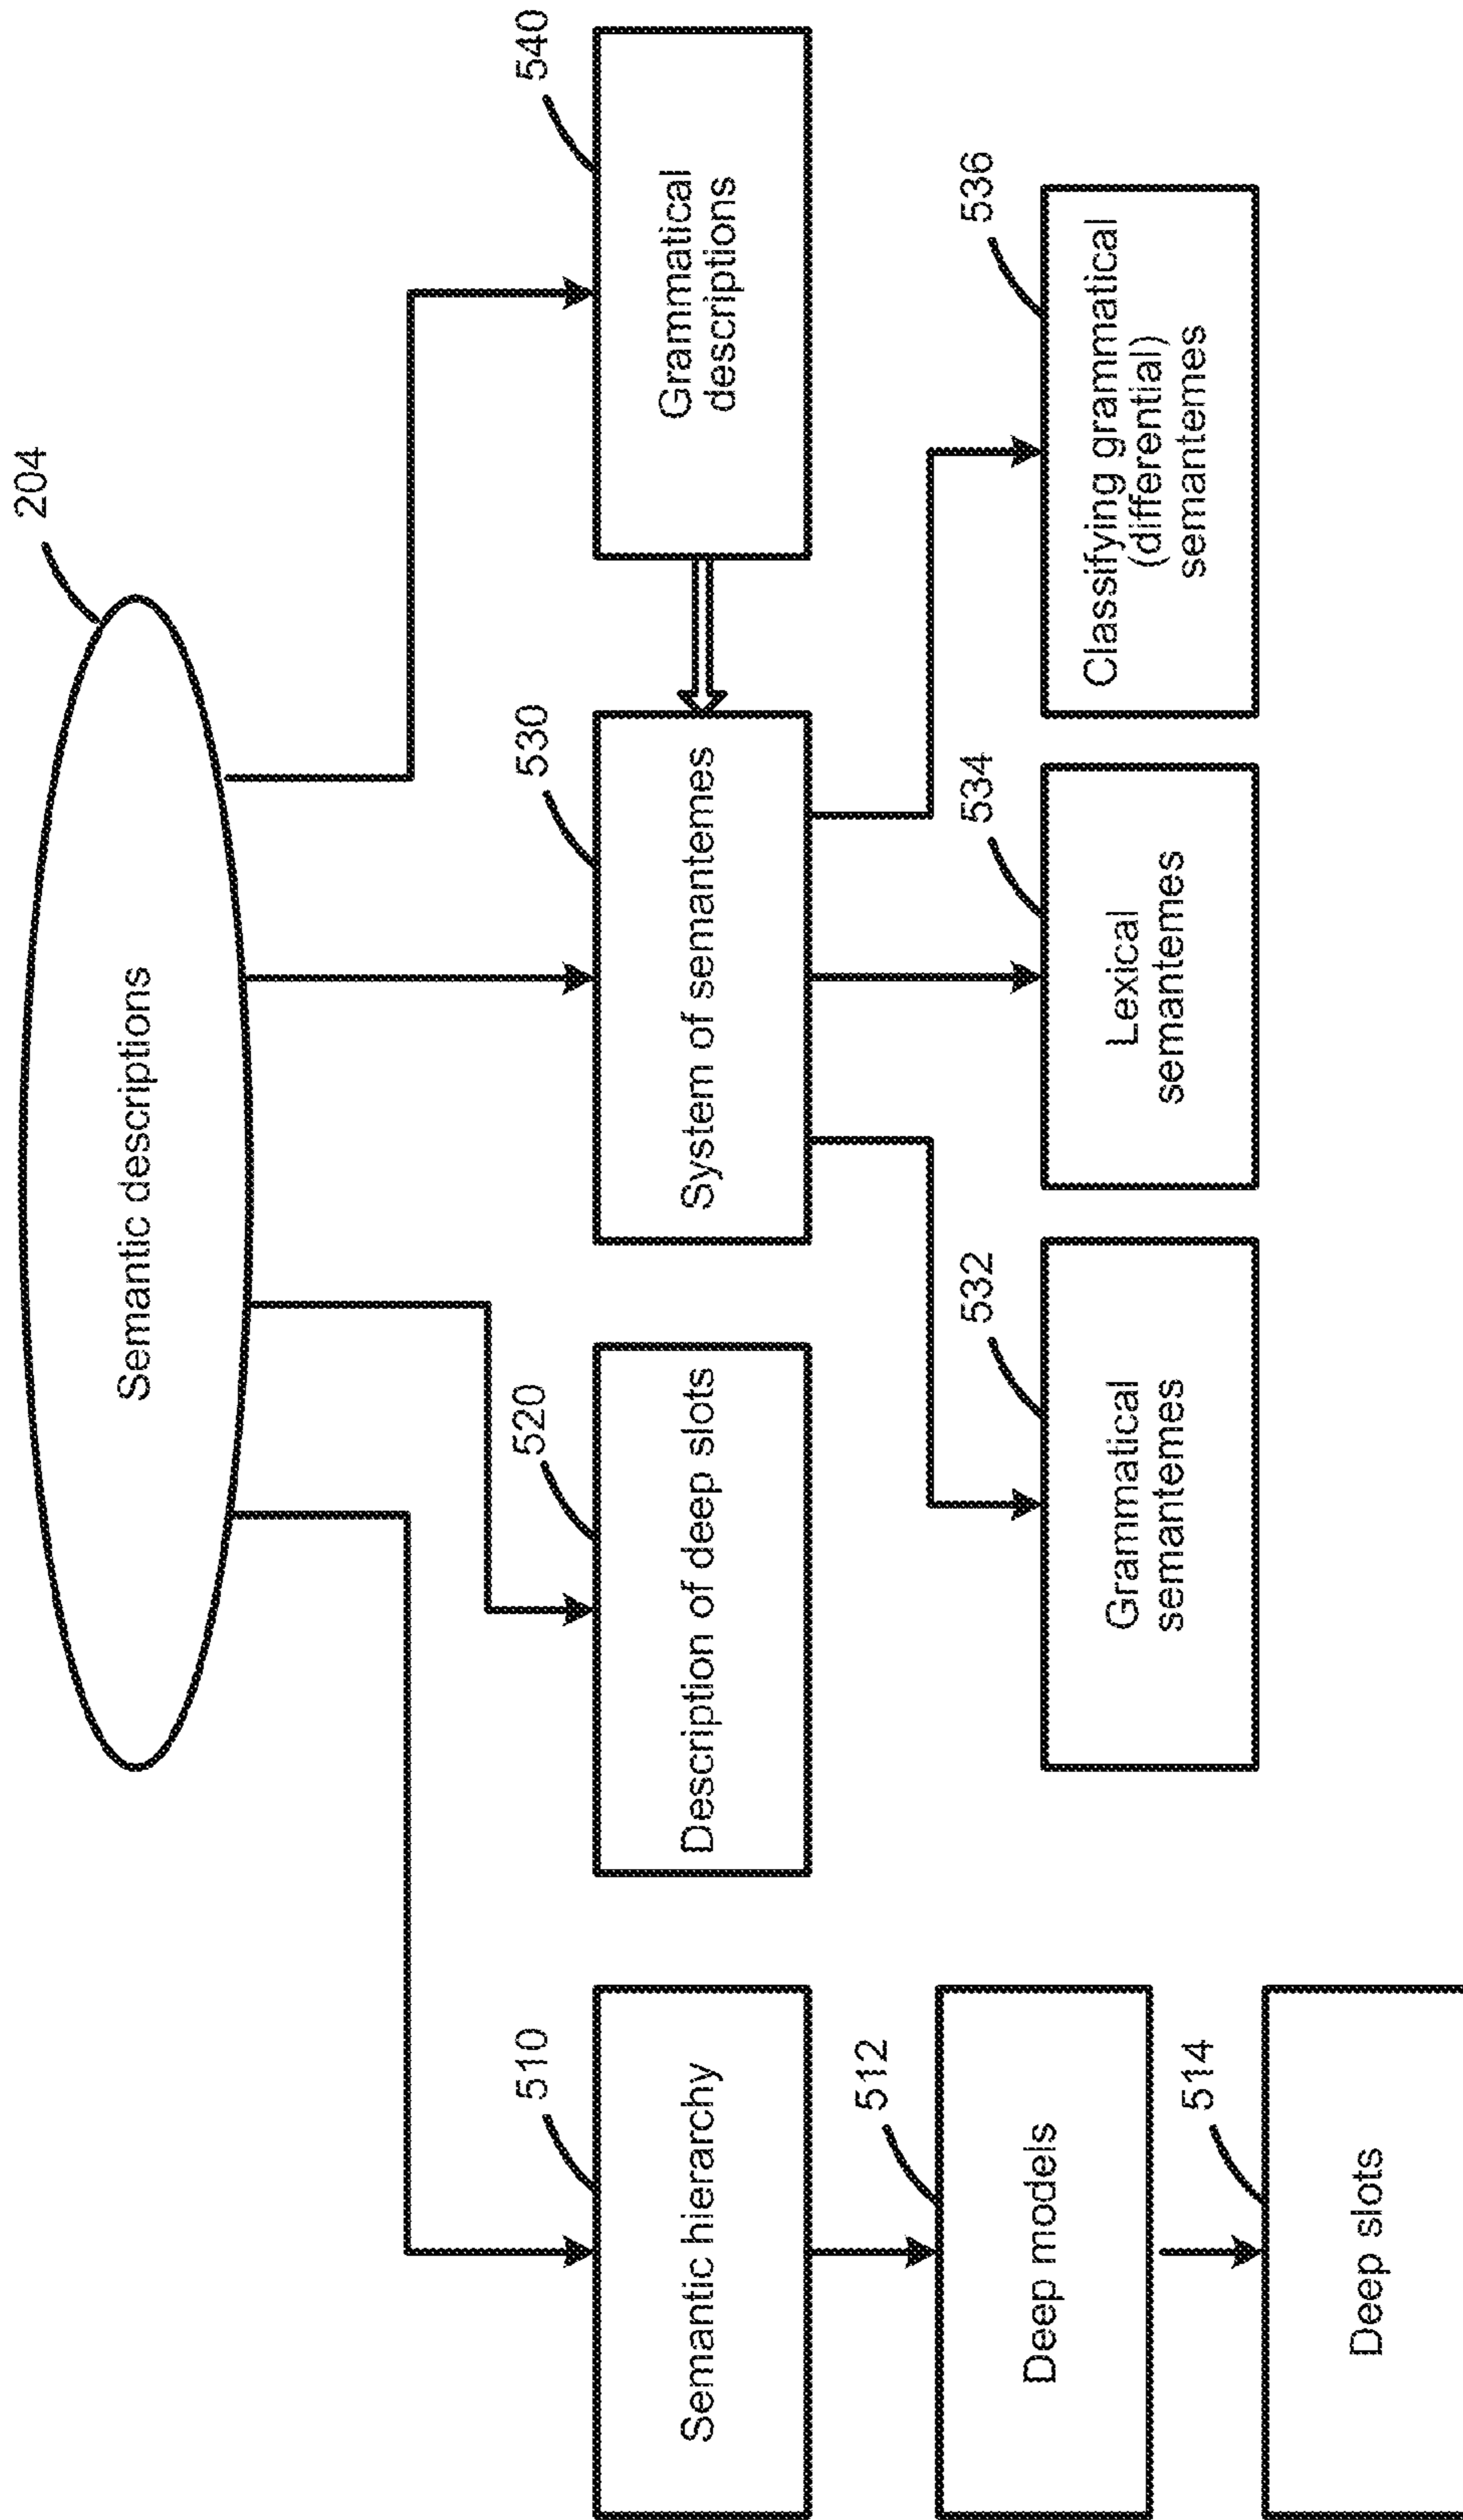 204
Semantic descriptions
510
520
530
540
Semantic hierarchy
Description of deep slots
System of semantemes
Grammatical
descriptions
512
532
534
536
Deep models
Grammatical
semantemes
Lexical
semantemes
Classifying grammatical
(differential)
semantemes
514
Deep slots